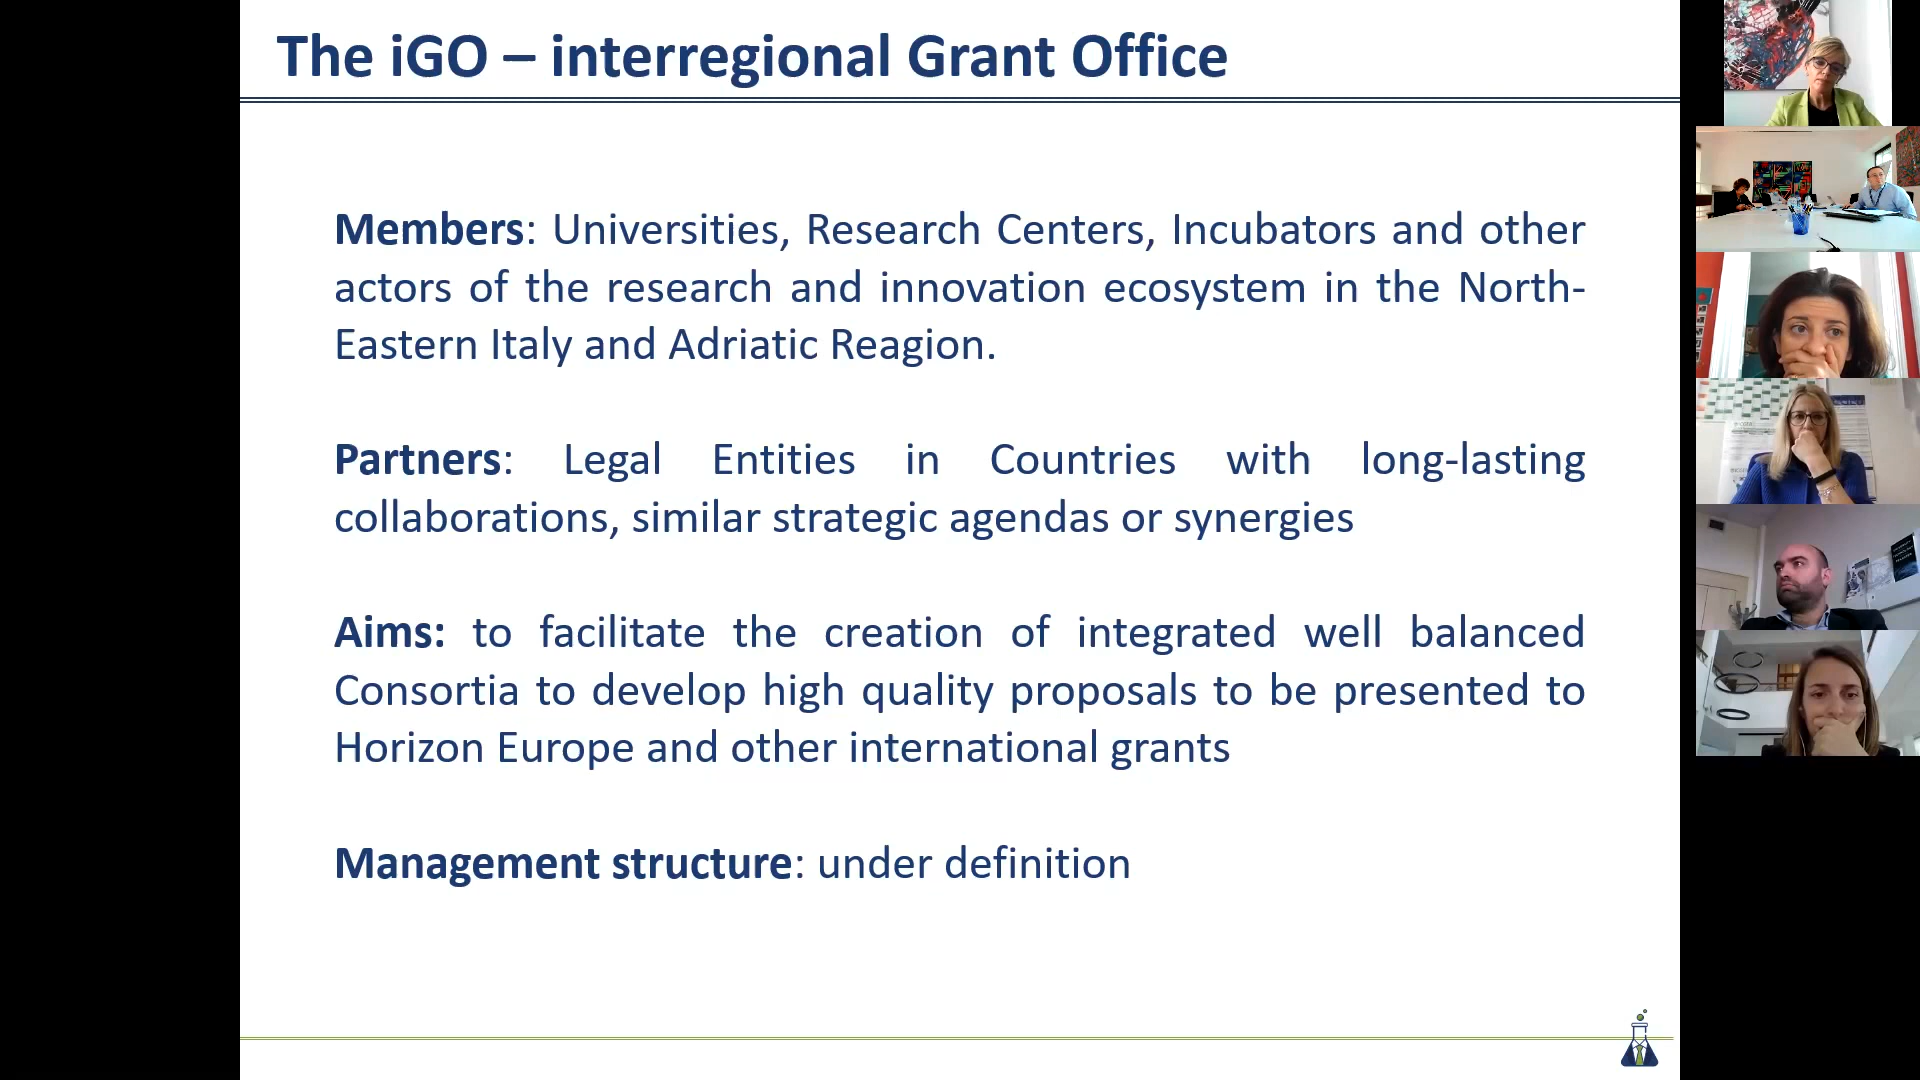 The iGO – interregional Grant Office
Members: Universities, Research Centers, Incubators and other
actors of the research and innovation ecosystem in the North-
Eastern Italy and Adriatic Reagion.
Partners: Legal Entities in Countries with long-lasting
collaborations, similar strategic agendas or synergies
Aims: to facilitate the creation of integrated well balanced
Consortia to develop high quality proposals to be presented to
Horizon Europe and other international grants
Management structure: under definition